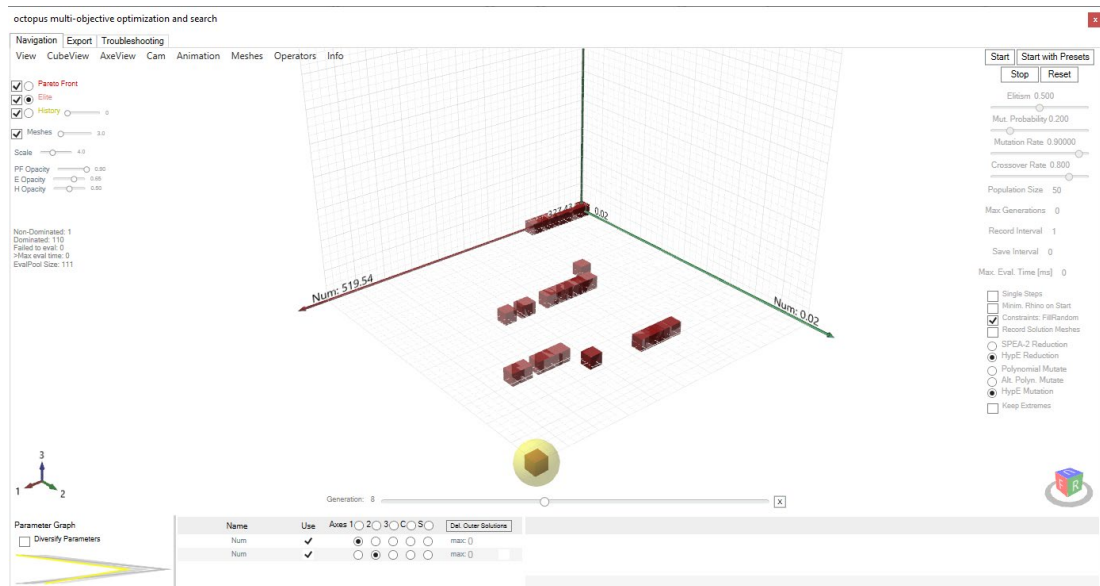 octopus multi-objective optimization and search
x
Navigation Export Troubleshooting
View CubeView AxeView Cam Animation Meshes Operators Info
Start Start with Presets
Stop Reset
Pareto Front
Elite
History 0
Meshes 3.0
Scale 4.0
PF Opacity 0.90
E Opacity 0.65
H Opacity 0.80
Elitism 0.500
Mut. Probability 0.200
Mutation Rate 0.90000
Crossover Rate 0.800
Population Size 50
Max Generations 0
Record Interval 1
Save Interval 0
Max. Eval. Time [ms] 0
Non-Dominated: 1
Dominated: 110
Failed to eval: 0
>Max eval time: 0
EvalPool Size: 111
0.02
Num: 519.54
Num: 0.02
Single Steps
Minim. Rhino on Start
Constraints: FillRandom
Record Solution Meshes
SPEA-2 Reduction
HypE Reduction
Polynomial Mutate
Alt. Polyn. Mutate
HypE Mutation
Keep Extremes
3
1 2
Generation: 8
X
F R
Parameter Graph
Diversify Parameters
Name Use Axes 1 2 3 C S Del. Outer Solutions
Num max: 0
Num max: 0